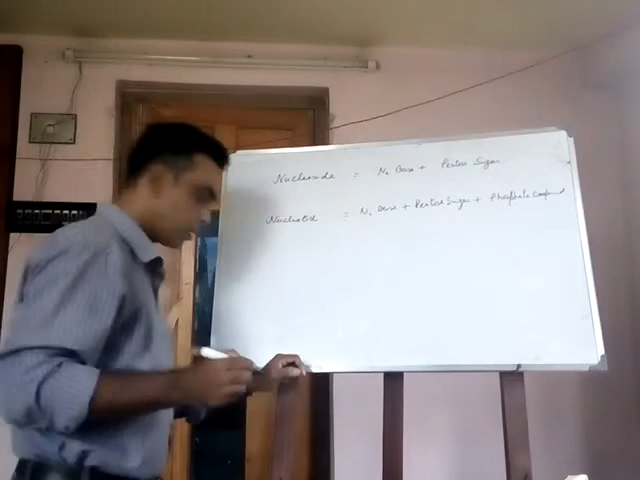 Nucleoside = N2 Base + Pentose Sugar
Nucleotide = N2 Base + Pentose Sugar + Phosphate Compound